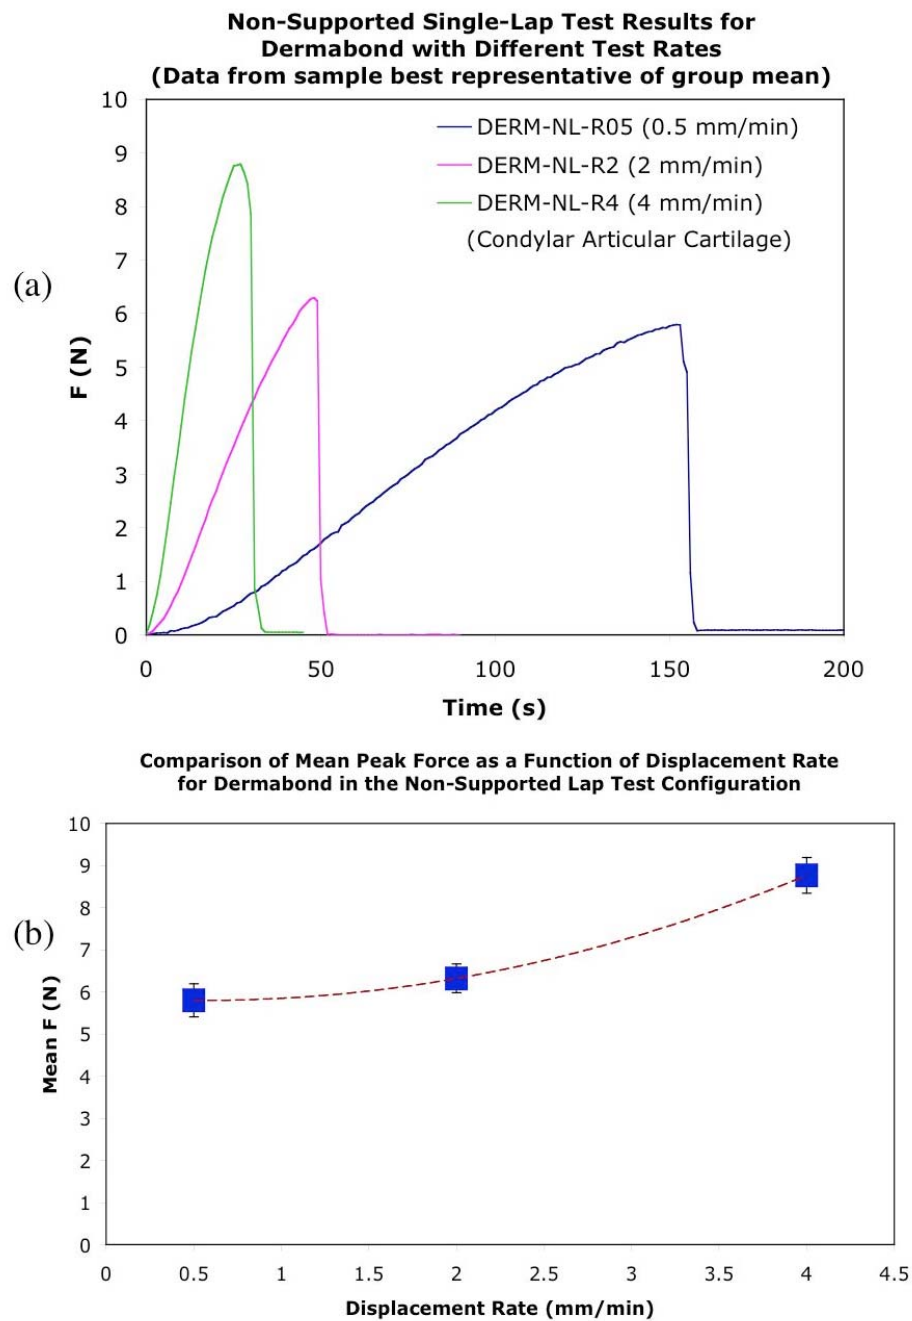 Non-Supported Single-Lap Test Results for
Dermabond with Different Test Rates
(Data from sample best representative of group mean)
(a)
F (N)
10
9
8
7
6
5
4
3
2
1
0
DERM-NL-R05 (0.5 mm/min)
DERM-NL-R2 (2 mm/min)
DERM-NL-R4 (4 mm/min)
(Condylar Articular Cartilage)
0 50 100 150 200
Time (s)
Comparison of Mean Peak Force as a Function of Displacement Rate
for Dermabond in the Non-Supported Lap Test Configuration
(b)
Mean F (N)
10
9
8
7
6
5
4
3
2
1
0
0 0.5 1 1.5 2 2.5 3 3.5 4 4.5
Displacement Rate (mm/min)